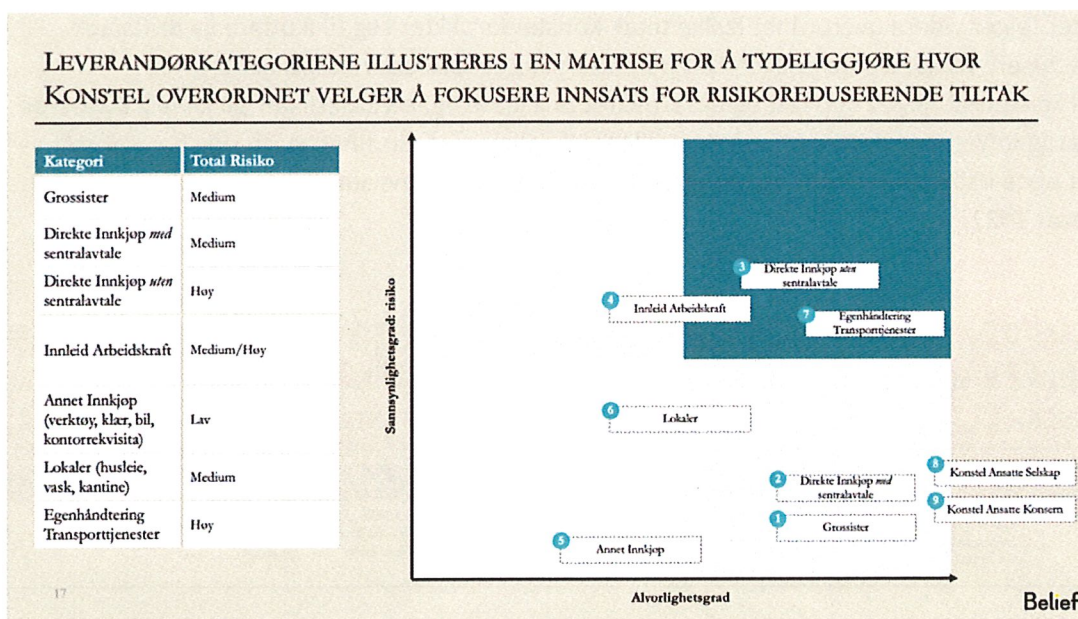 LEVERANDØRKATEGORIENE ILLUSTRERES I EN MATRISE FOR Å TYDELIGGJØRE HVOR
KONSTEL OVERORDNET VELGER Å FOKUSERE INNSATS FOR RISIKOREDUSERENDE TILTAK
Kategori Total Risiko
Grossister Medium
Direkte Innkjøp med
sentralavtale
Medium
Direkte Innkjøp uten
sentralavtale
Høy
Innleid Arbeidskraft Medium/Høy
Annet Innkjøp
(verktøy, klær, bil,
kontorrekvisita)
Lav
Lokaler (husleie,
vask, kantine)
Medium
Egenhåndtering
Transporttjenester
Høy
Sannsynlighetsgrad: risiko
3 Direkte Innkjøp uten
sentralavtale
4 Innleid Arbeidskraft
7 Egenhåndtering
Transporttjenester
6 Lokaler
8 Konstel Ansatte Selskap
2 Direkte Innkjøp med
sentralavtale
9 Konstel Ansatte Konsern
1 Grossister
5 Annet Innkjøp
Alvorlighetsgrad
17
Belief